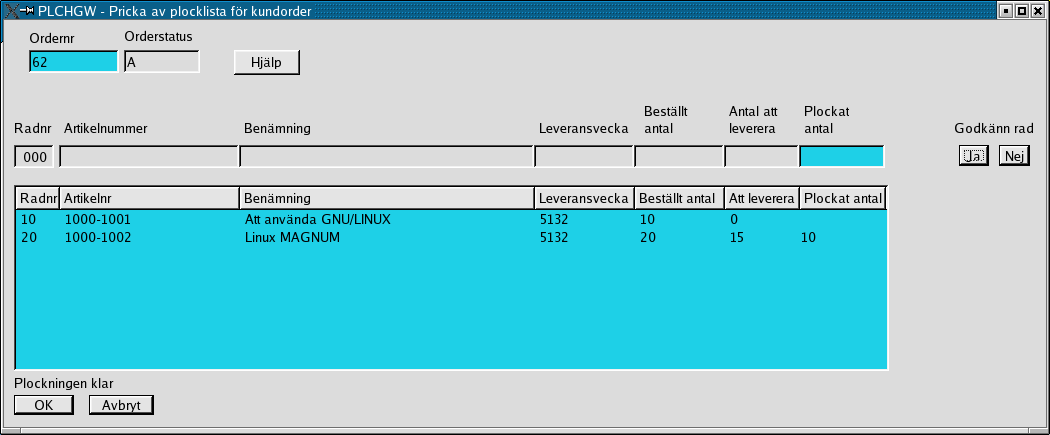 PLCHGW - Pricka av plocklista för kundorder
Ordernr Orderstatus
62 A Hjälp
Radnr Artikelnummer Benämning Leveransvecka Beställt antal Antal att leverera Plockat antal Godkänn rad
000 Ja Nej
Radnr Artikelnr Benämning Leveransvecka Beställt antal Att leverera Plockat antal
10 1000-1001 Att använda GNU/LINUX 5132 10 0
20 1000-1002 Linux MAGNUM 5132 20 15 10
Plockningen klar
OK Avbryt